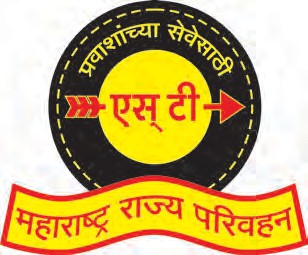 प्रवाशांच्या सेवेसाठी
एस् टी
महाराष्ट्र राज्य परिवहन